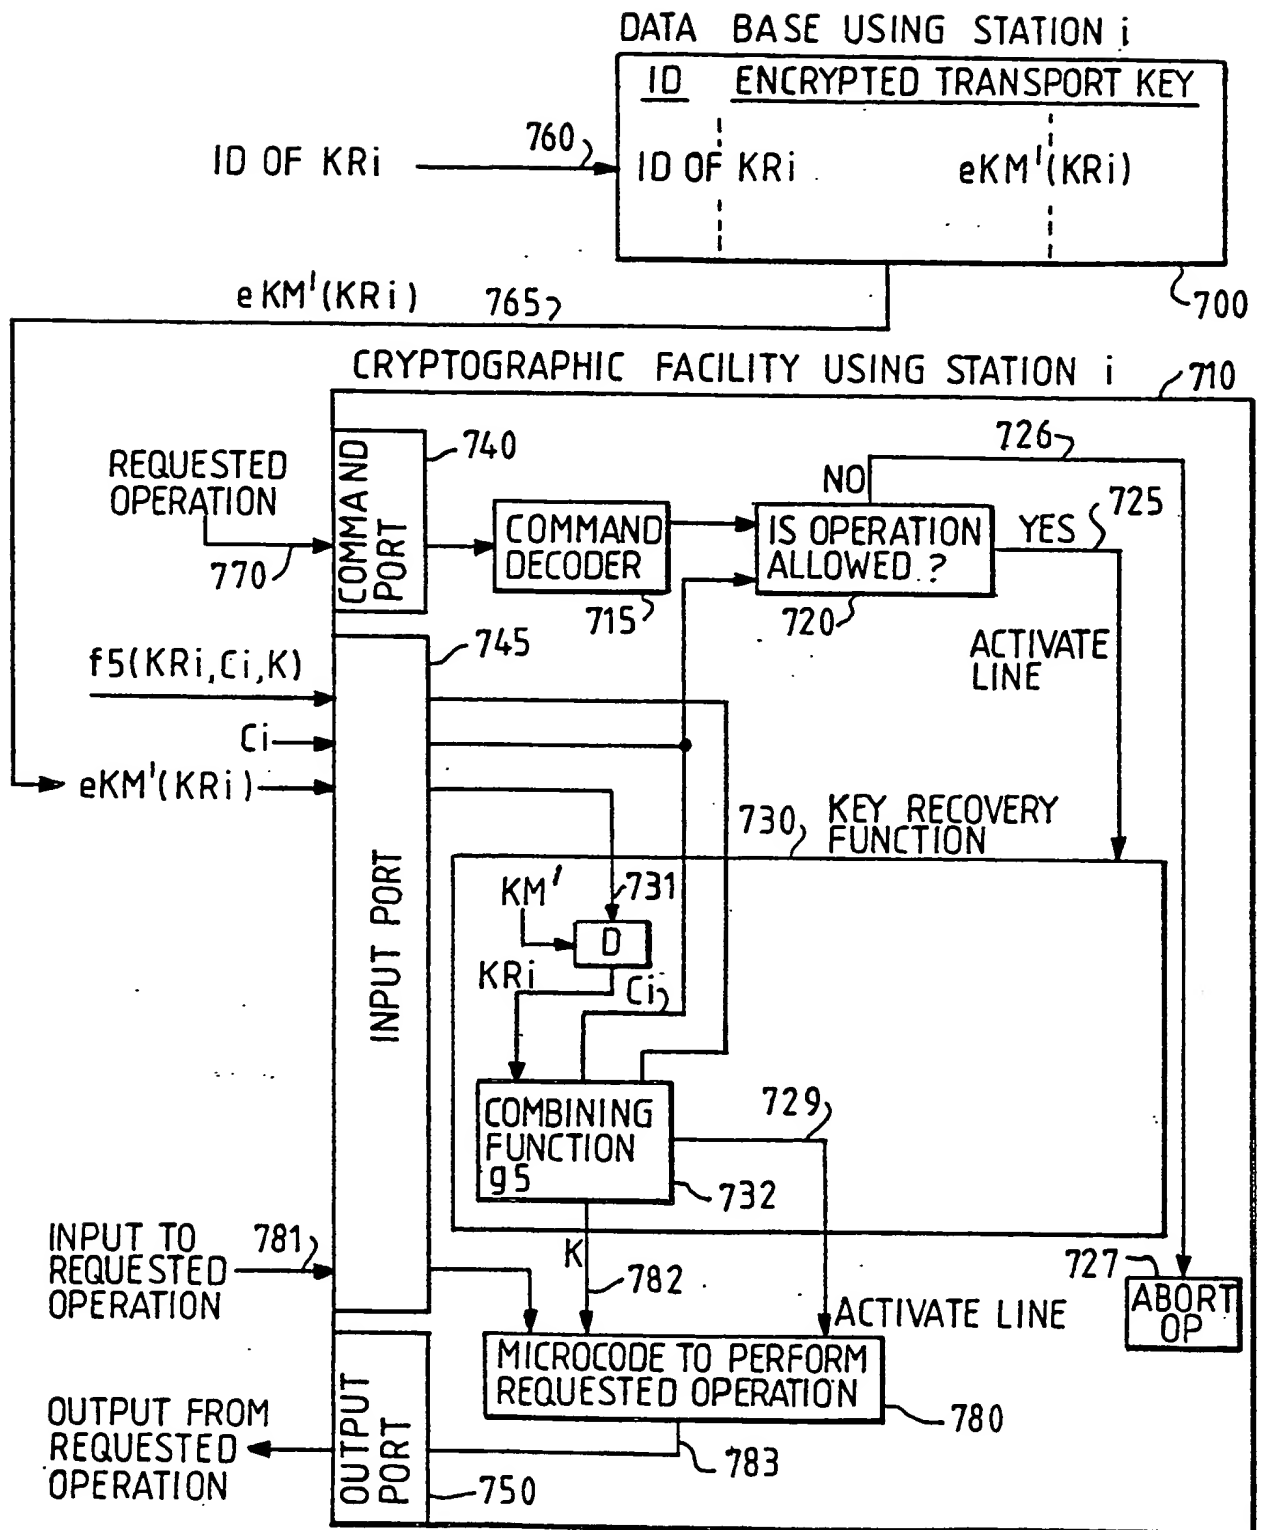 DATA BASE USING STATION i
ID ENCRYPTED TRANSPORT KEY
760
ID OF KRi
ID OF KRi eKM'(KRi)
700
eKM'(KRi) 765
CRYPTOGRAPHIC FACILITY USING STATION i
710
REQUESTED
OPERATION
770
COMMAND
PORT
740
COMMAND
DECODER
715
IS OPERATION
ALLOWED ?
720
NO
726
YES
725
ACTIVATE
LINE
f5(KRi,Ci,K)
Ci
eKM'(KRi)
745
INPUT PORT
730
KEY RECOVERY
FUNCTION
KM'
731
D
KRi
Ci
COMBINING
FUNCTION
g5
732
729
INPUT TO
REQUESTED
OPERATION
781
K
782
ACTIVATE LINE
727
ABORT
OP
MICROCODE TO PERFORM
REQUESTED OPERATION
780
783
OUTPUT FROM
REQUESTED
OPERATION
OUTPUT
PORT
750